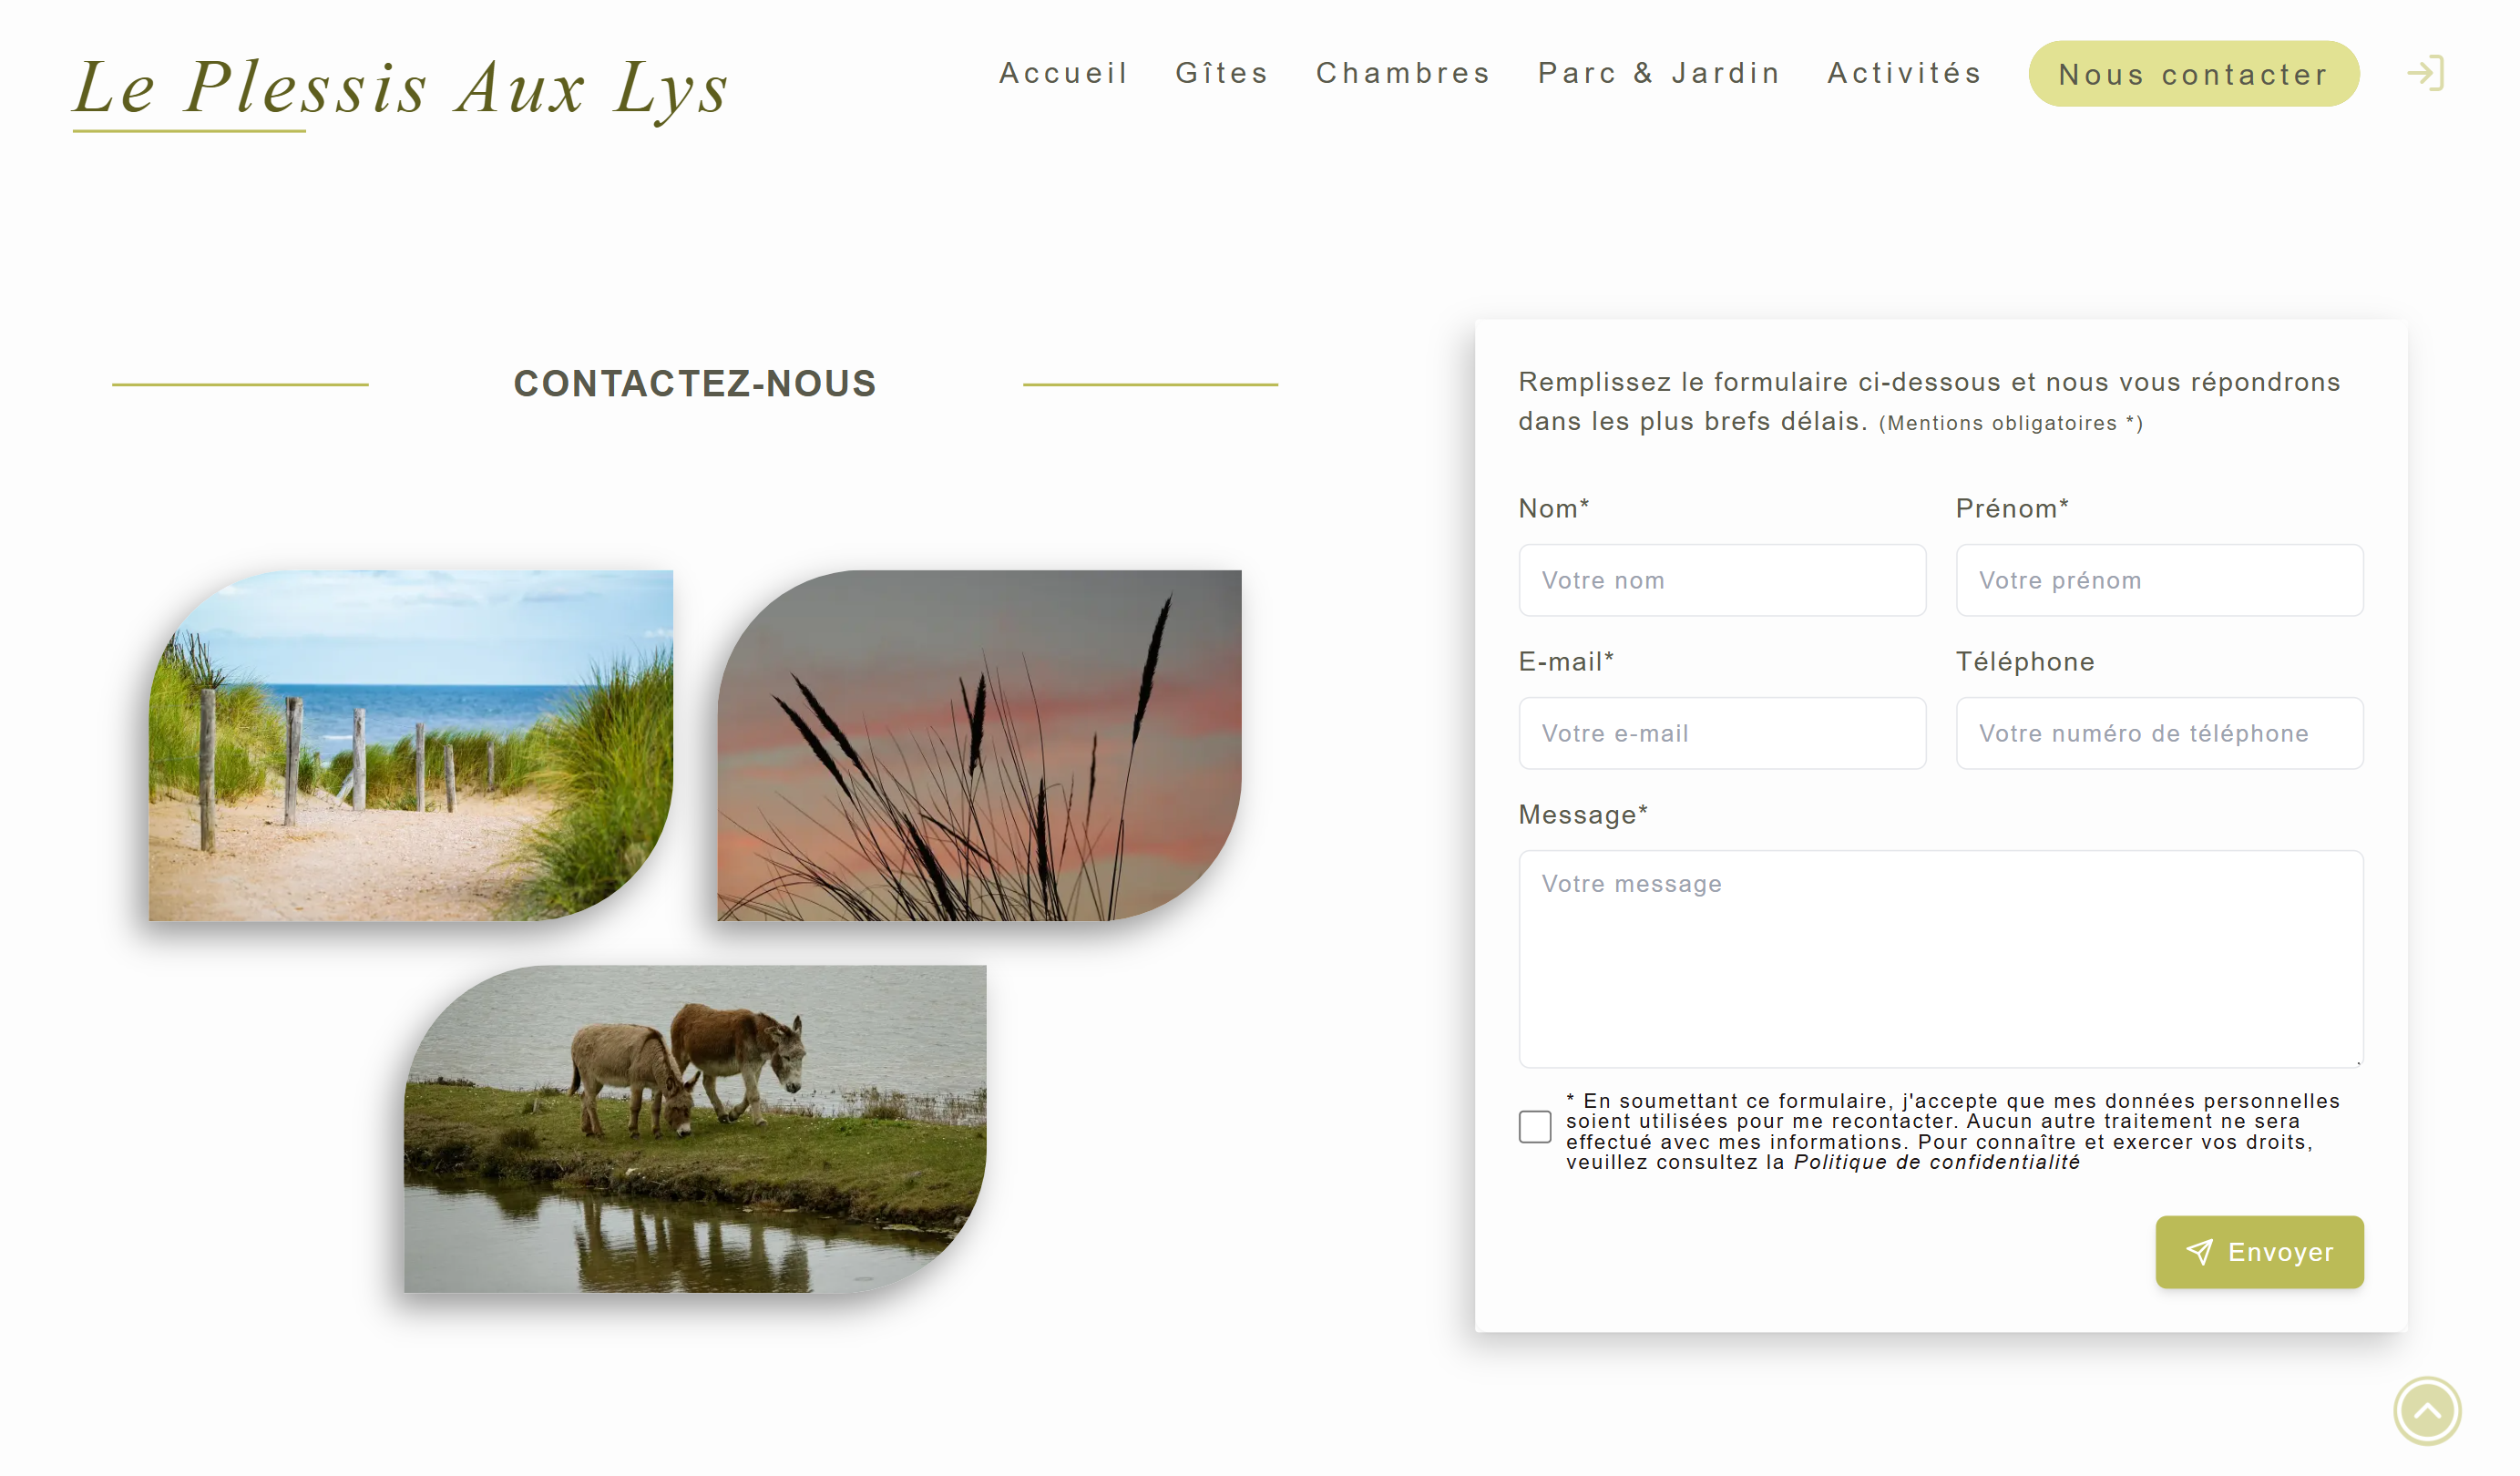 Le Plessis Aux Lys
Accueil
Gîtes
Chambres
Parc & Jardin
Activités
Nous contacter
CONTACTEZ-NOUS
Remplissez le formulaire ci-dessous et nous vous répondrons
dans les plus brefs délais. (Mentions obligatoires *)
Nom*
Prénom*
Votre nom
Votre prénom
E-mail*
Téléphone
Votre e-mail
Votre numéro de téléphone
Message*
Votre message
* En soumettant ce formulaire, j'accepte que mes données personnelles
soient utilisées pour me recontacter. Aucun autre traitement ne sera
effectué avec mes informations. Pour connaître et exercer vos droits,
veuillez consultez la Politique de confidentialité
Envoyer